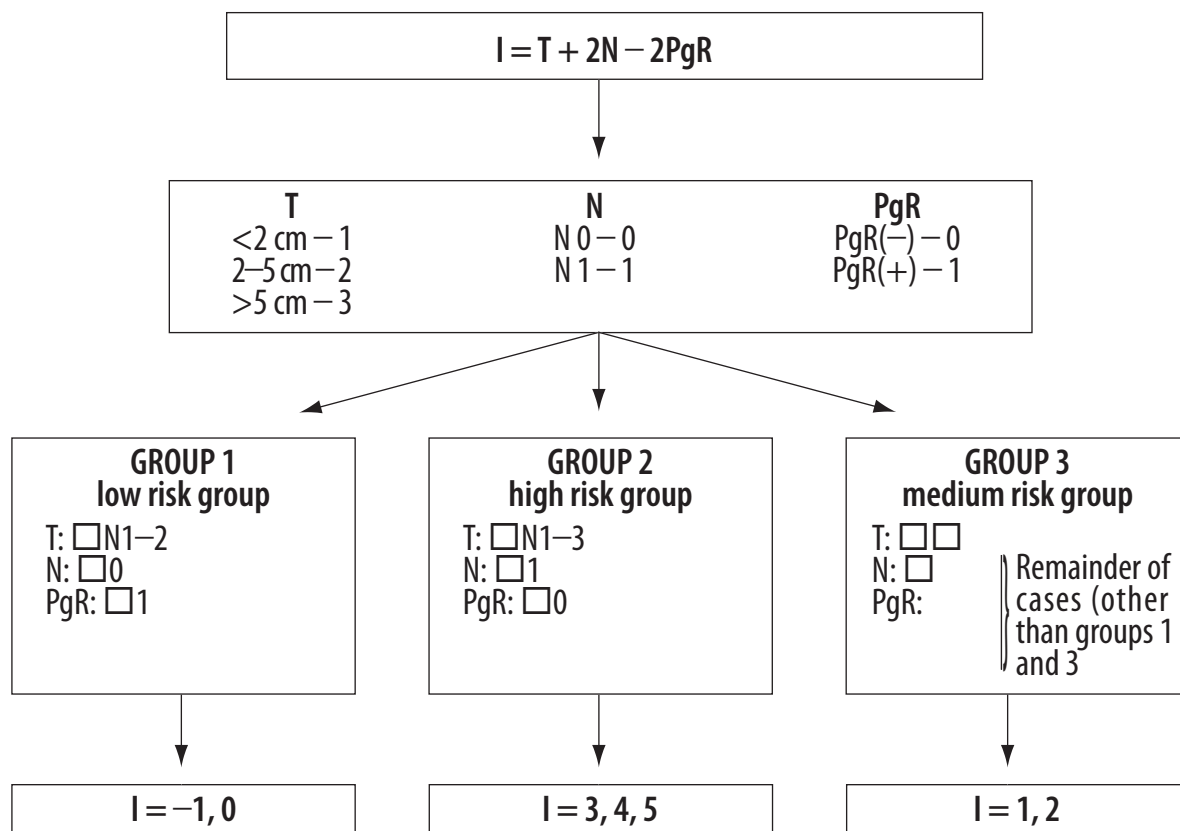 I = T + 2N – 2PgR
T
<2 cm – 1
2–5 cm – 2
>5 cm – 3
N
N 0 – 0
N 1 – 1
PgR
PgR(–) – 0
PgR(+) – 1
GROUP 1
low risk group
T: □N1–2
N: □0
PgR: □1
GROUP 2
high risk group
T: □N1–3
N: □1
PgR: □0
GROUP 3
medium risk group
T: □□
N: □
PgR:
Remainder of
cases (other
than groups 1
and 3
I = –1, 0
I = 3, 4, 5
I = 1, 2